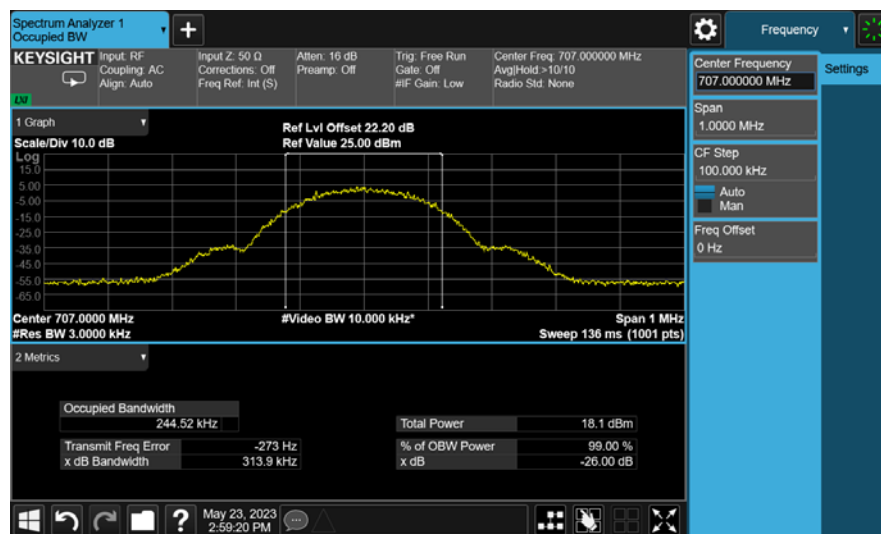 Spectrum Analyzer 1
Occupied BW
+
Frequency
KEYSIGHT
Input: RF
Coupling: AC
Align: Auto
Input Z: 50 Ω
Corrections: Off
Freq Ref: Int (S)
Atten: 16 dB
Preamp: Off
Trig: Free Run
Gate: Off
#IF Gain: Low
Center Freq: 707.000000 MHz
Avg|Hold:>10/10
Radio Std: None
LXI
Center Frequency
707.000000 MHz
Settings
Span
1.0000 MHz
CF Step
100.000 kHz
Auto
Man
Freq Offset
0 Hz
1 Graph
Scale/Div 10.0 dB
Ref Lvl Offset 22.20 dB
Ref Value 25.00 dBm
Log
15.0
5.00
-5.00
-15.0
-25.0
-35.0
-45.0
-55.0
-65.0
Center 707.0000 MHz
#Res BW 3.0000 kHz
#Video BW 10.000 kHz*
Span 1 MHz
Sweep 136 ms (1001 pts)
2 Metrics
Occupied Bandwidth
244.52 kHz
Total Power 18.1 dBm
Transmit Freq Error -273 Hz
% of OBW Power 99.00 %
x dB Bandwidth 313.9 kHz
x dB -26.00 dB
?
May 23, 2023
2:59:20 PM